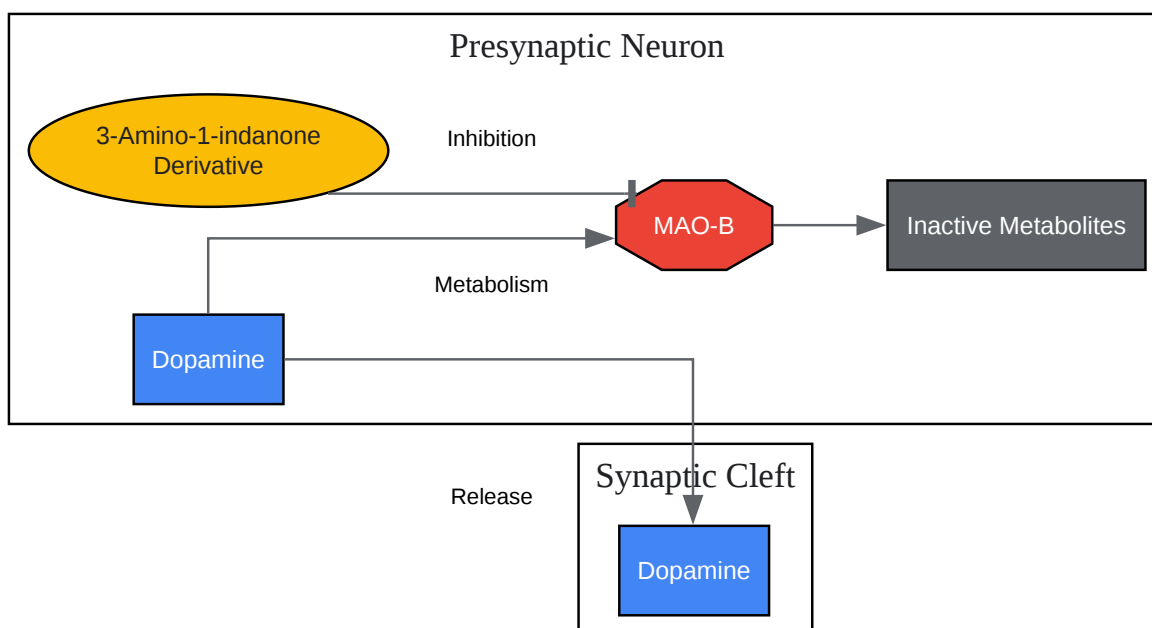 Presynaptic Neuron
3-Amino-1-indanone
Derivative
Inhibition
MAO-B
Inactive Metabolites
Metabolism
Dopamine
Synaptic Cleft
Release
Dopamine